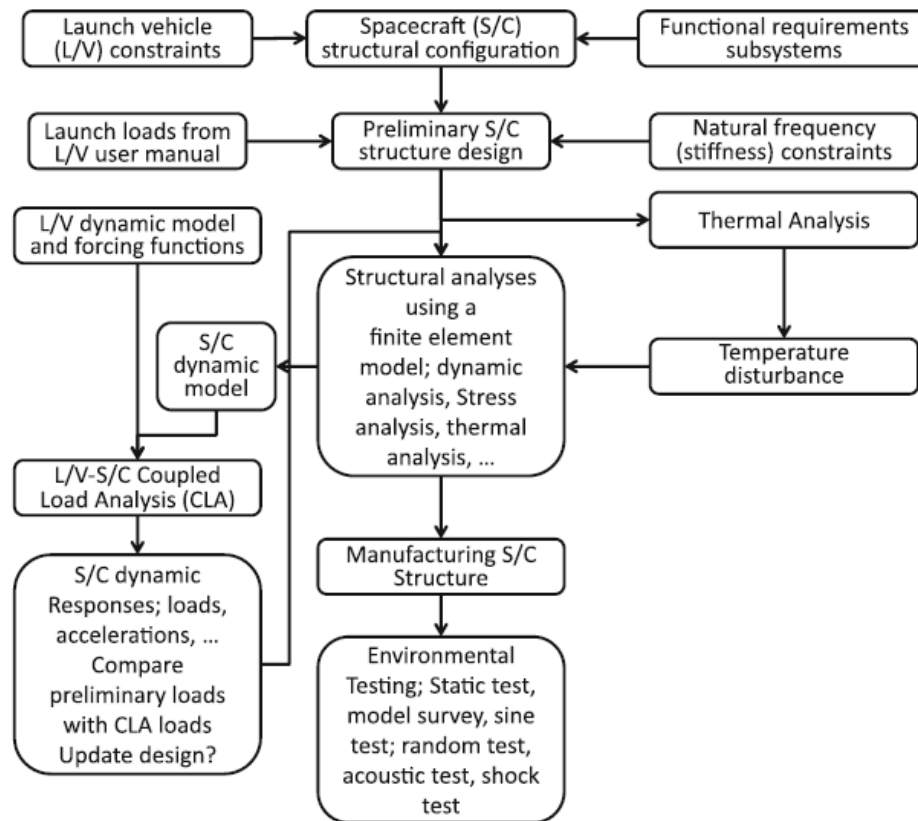 Launch vehicle
(L/V) constraints
Spacecraft (S/C)
structural configuration
Functional requirements
subsystems
Launch loads from
L/V user manual
Preliminary S/C
structure design
Natural frequency
(stiffness) constraints
L/V dynamic model
and forcing functions
Thermal Analysis
Structural analyses
using a
finite element
model; dynamic
analysis, Stress
analysis, thermal
analysis, ...
S/C
dynamic
model
Temperature
disturbance
L/V-S/C Coupled
Load Analysis (CLA)
S/C dynamic
Responses; loads,
accelerations, ...
Compare
preliminary loads
with CLA loads
Update design?
Manufacturing S/C
Structure
Environmental
Testing; Static test,
model survey, sine
test; random test,
acoustic test, shock
test